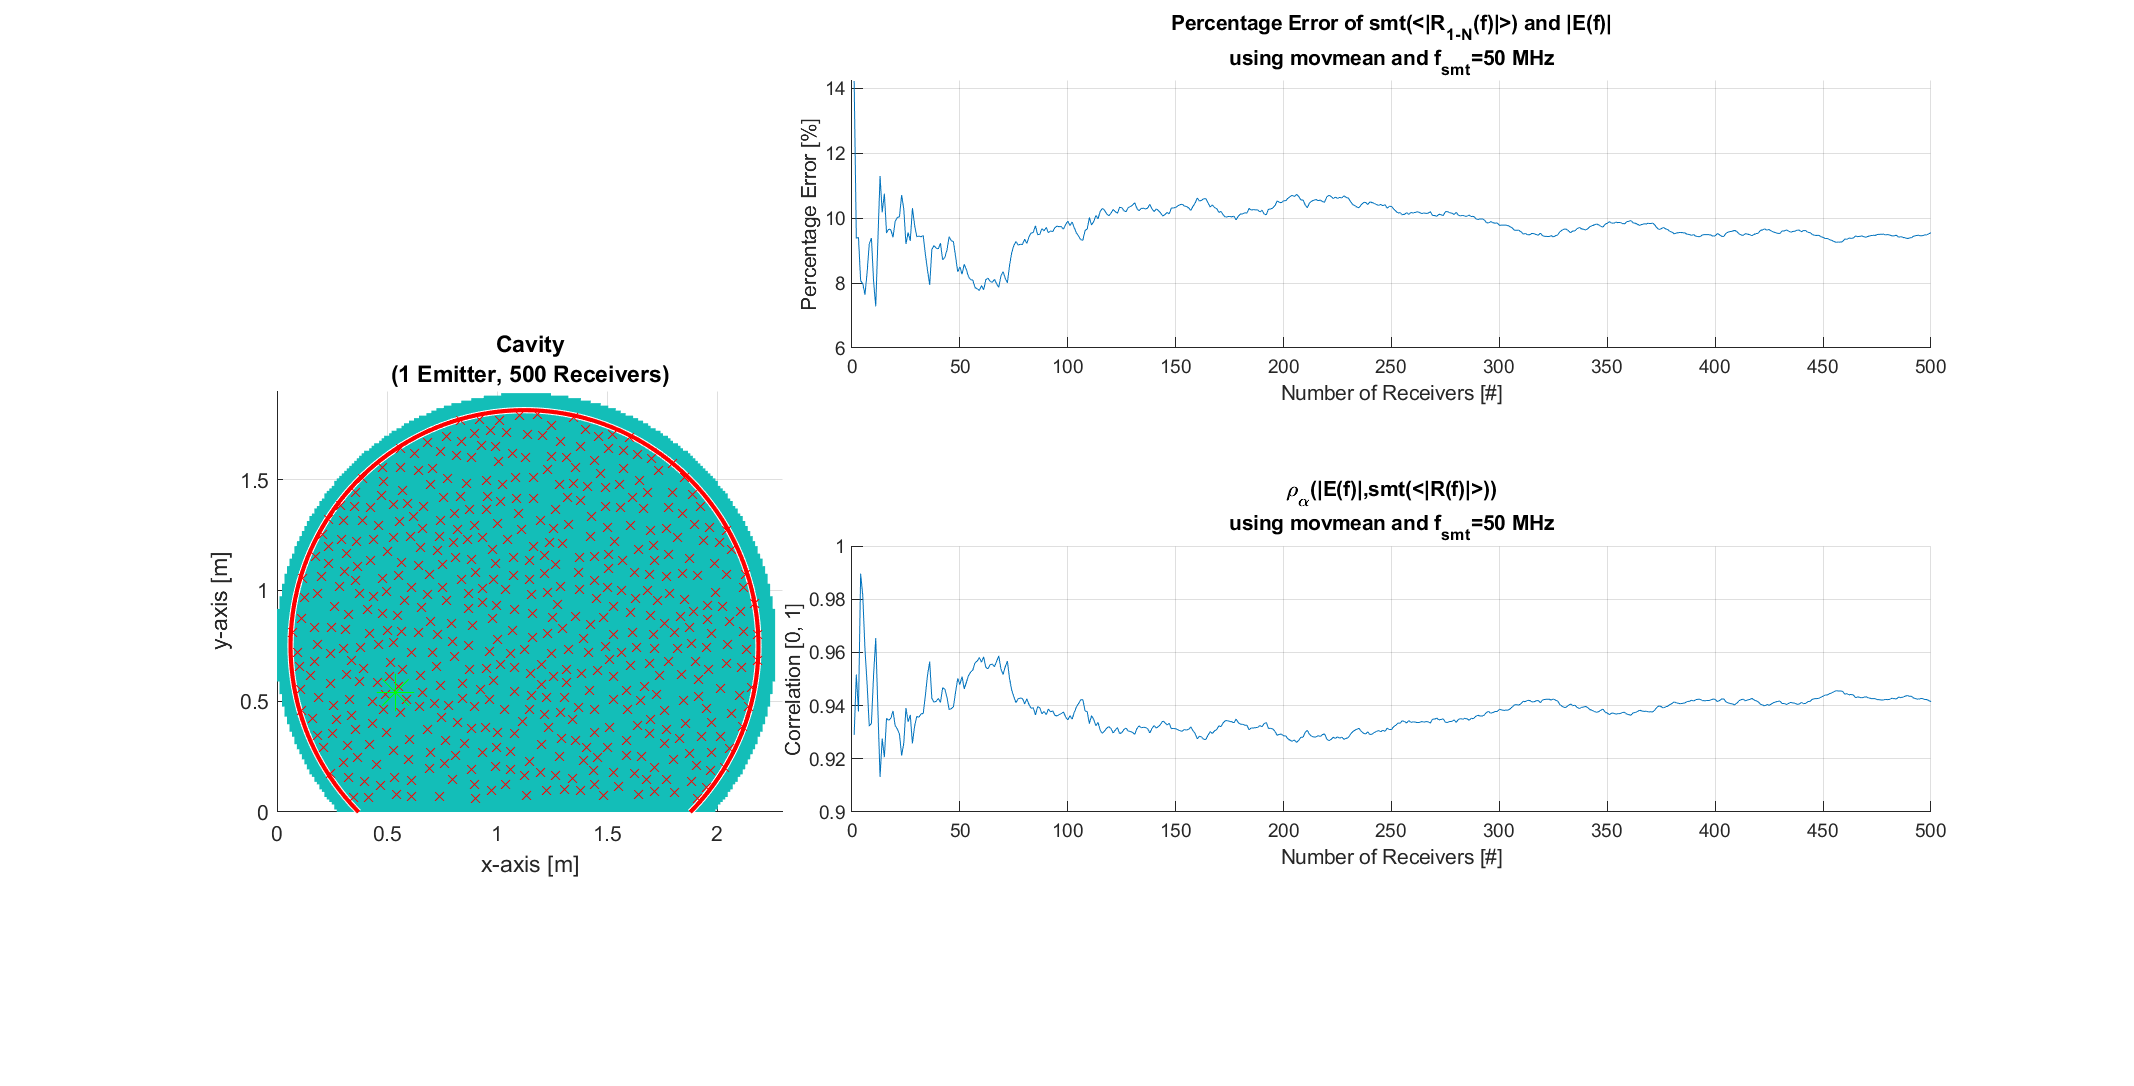 Percentage Error of smt(<|R1-N(f)|>) and |E(f)|
using movmean and fsmt=50 MHz
14
12
10
8
6
Percentage Error [%]
0 50 100 150 200 250 300 350 400 450 500
Number of Receivers [#]
Cavity
(1 Emitter, 500 Receivers)
1.5
1
0.5
0
y-axis [m]
0 0.5 1 1.5 2
x-axis [m]
ρα(|E(f)|,smt(<|R(f)|>))
using movmean and fsmt=50 MHz
1
0.98
0.96
0.94
0.92
0.9
Correlation [0, 1]
0 50 100 150 200 250 300 350 400 450 500
Number of Receivers [#]